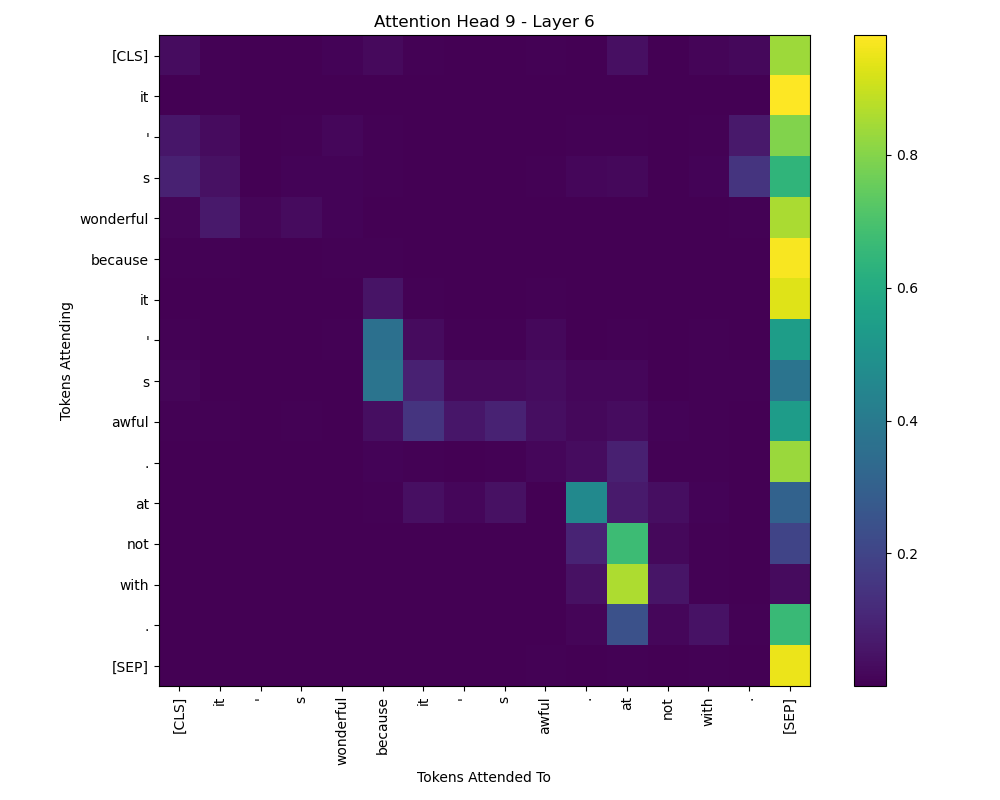 Attention Head 9 - Layer 6
Tokens Attending
[CLS]
it
'
s
wonderful
because
it
'
s
awful
.
at
not
with
.
[SEP]
[CLS]
it
'
s
wonderful
because
it
'
s
awful
.
at
not
with
.
[SEP]
Tokens Attended To
0.8
0.6
0.4
0.2